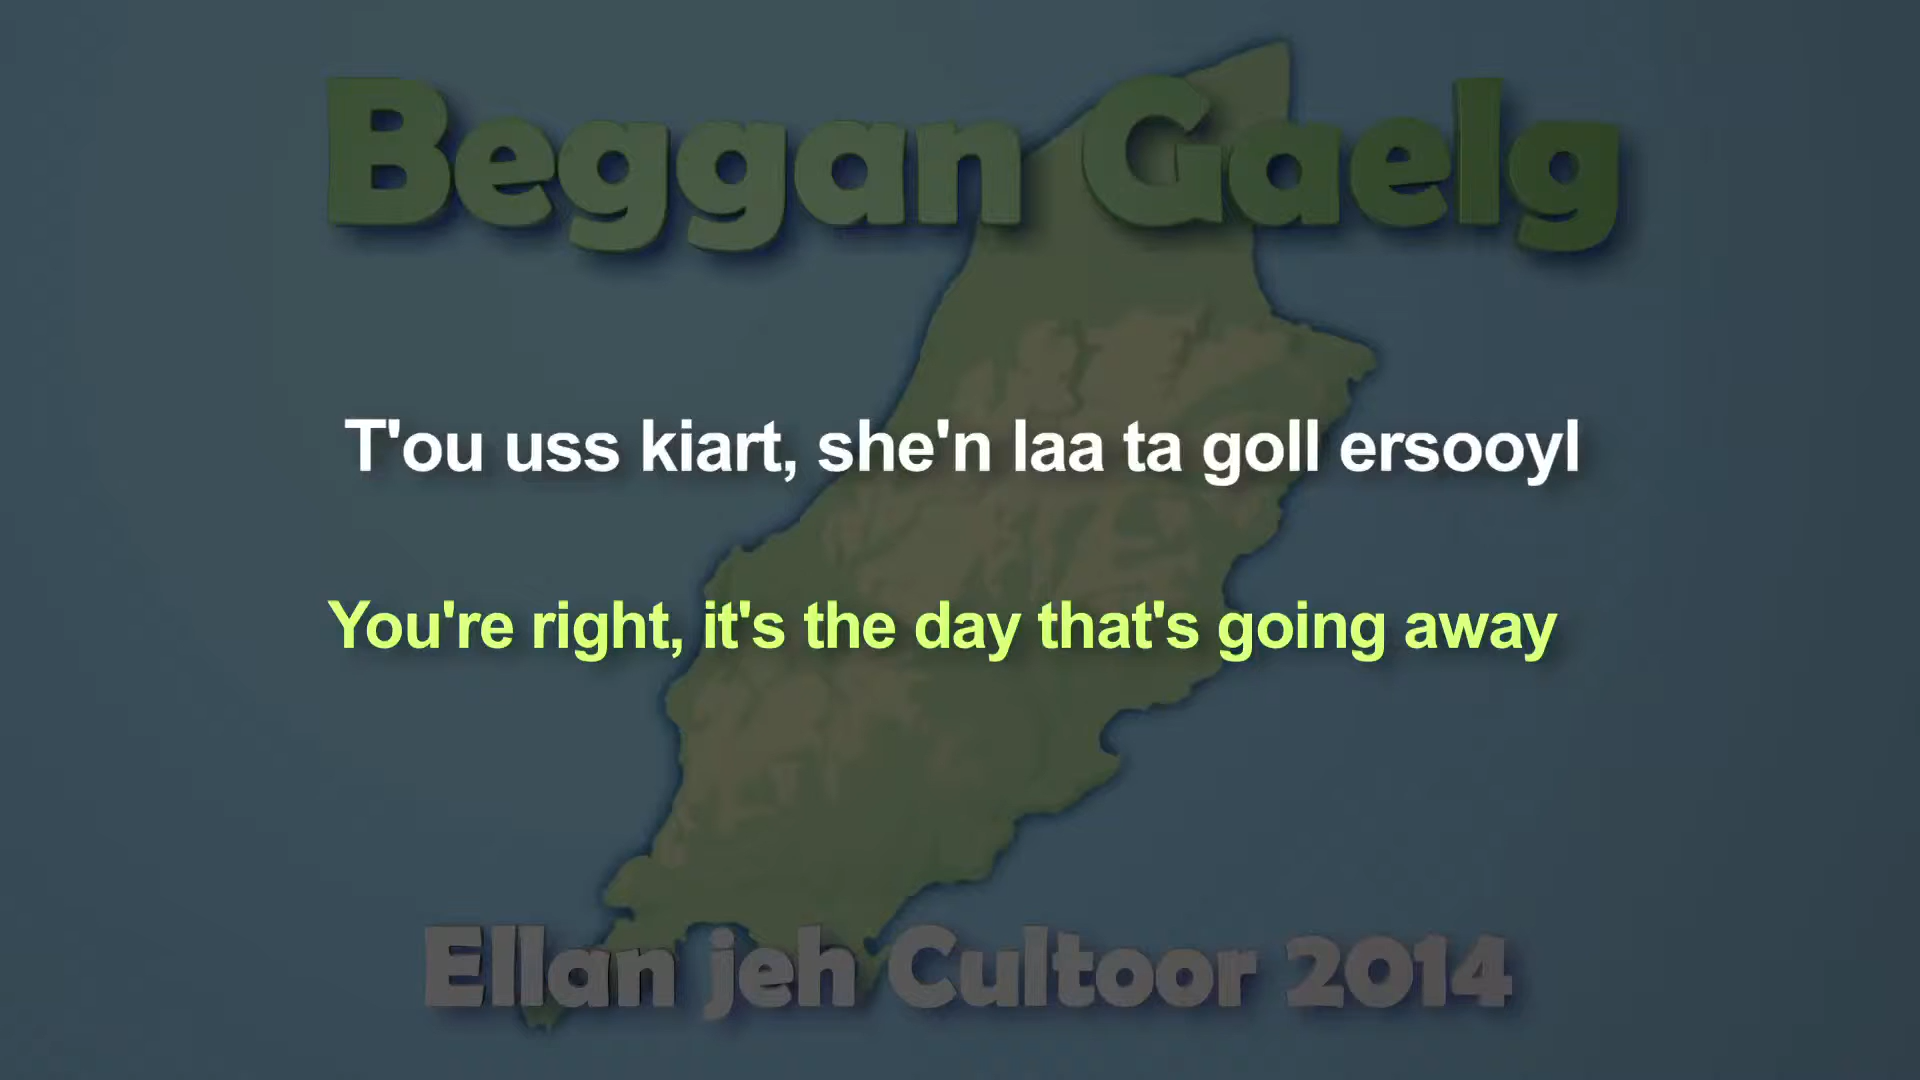 Beggan Gaelg
T'ou uss kiart, she'n laa ta goll ersooyl
You're right, it's the day that's going away
Ellan jeh Cultoor 2014